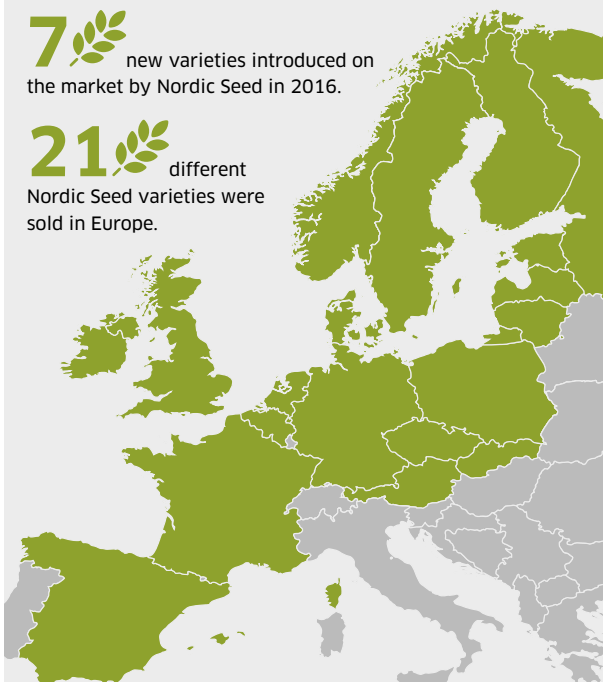 7 new varieties introduced on
the market by Nordic Seed in 2016.
21 different
Nordic Seed varieties were
sold in Europe.